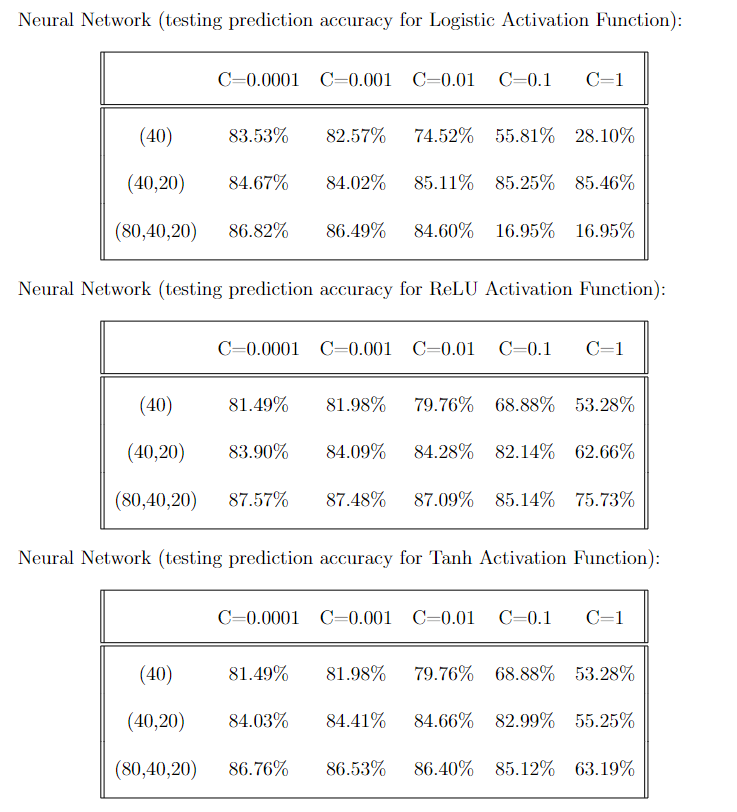 Neural Network (testing prediction accuracy for Logistic Activation Function):
C=0.0001 C=0.001 C=0.01 C=0.1 C=1
(40) 83.53% 82.57% 74.52% 55.81% 28.10%
(40,20) 84.67% 84.02% 85.11% 85.25% 85.46%
(80,40,20) 86.82% 86.49% 84.60% 16.95% 16.95%
Neural Network (testing prediction accuracy for ReLU Activation Function):
C=0.0001 C=0.001 C=0.01 C=0.1 C=1
(40) 81.49% 81.98% 79.76% 68.88% 53.28%
(40,20) 83.90% 84.09% 84.28% 82.14% 62.66%
(80,40,20) 87.57% 87.48% 87.09% 85.14% 75.73%
Neural Network (testing prediction accuracy for Tanh Activation Function):
C=0.0001 C=0.001 C=0.01 C=0.1 C=1
(40) 81.49% 81.98% 79.76% 68.88% 53.28%
(40,20) 84.03% 84.41% 84.66% 82.99% 55.25%
(80,40,20) 86.76% 86.53% 86.40% 85.12% 63.19%